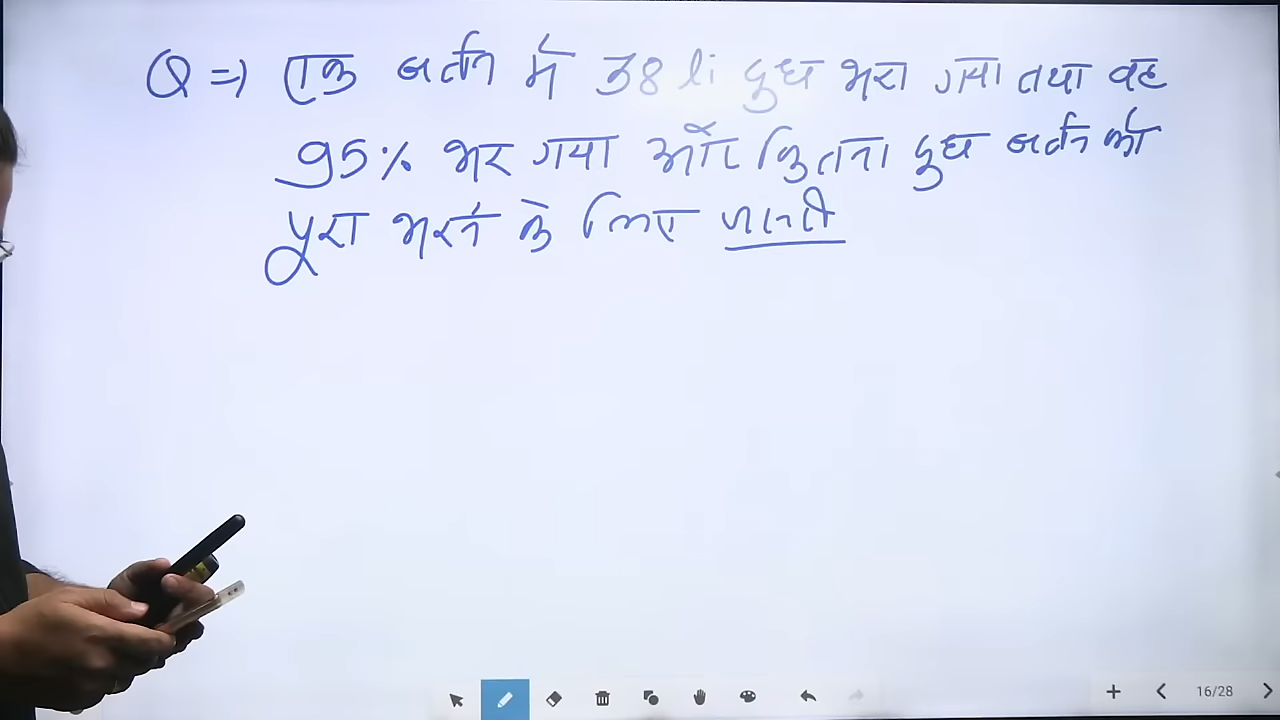 Q => एक बर्तन में 38 li दुध भरा गया तथा वह
95% भर गया और कितना दुध बर्तन को
पुरा भरने के लिए
16/28